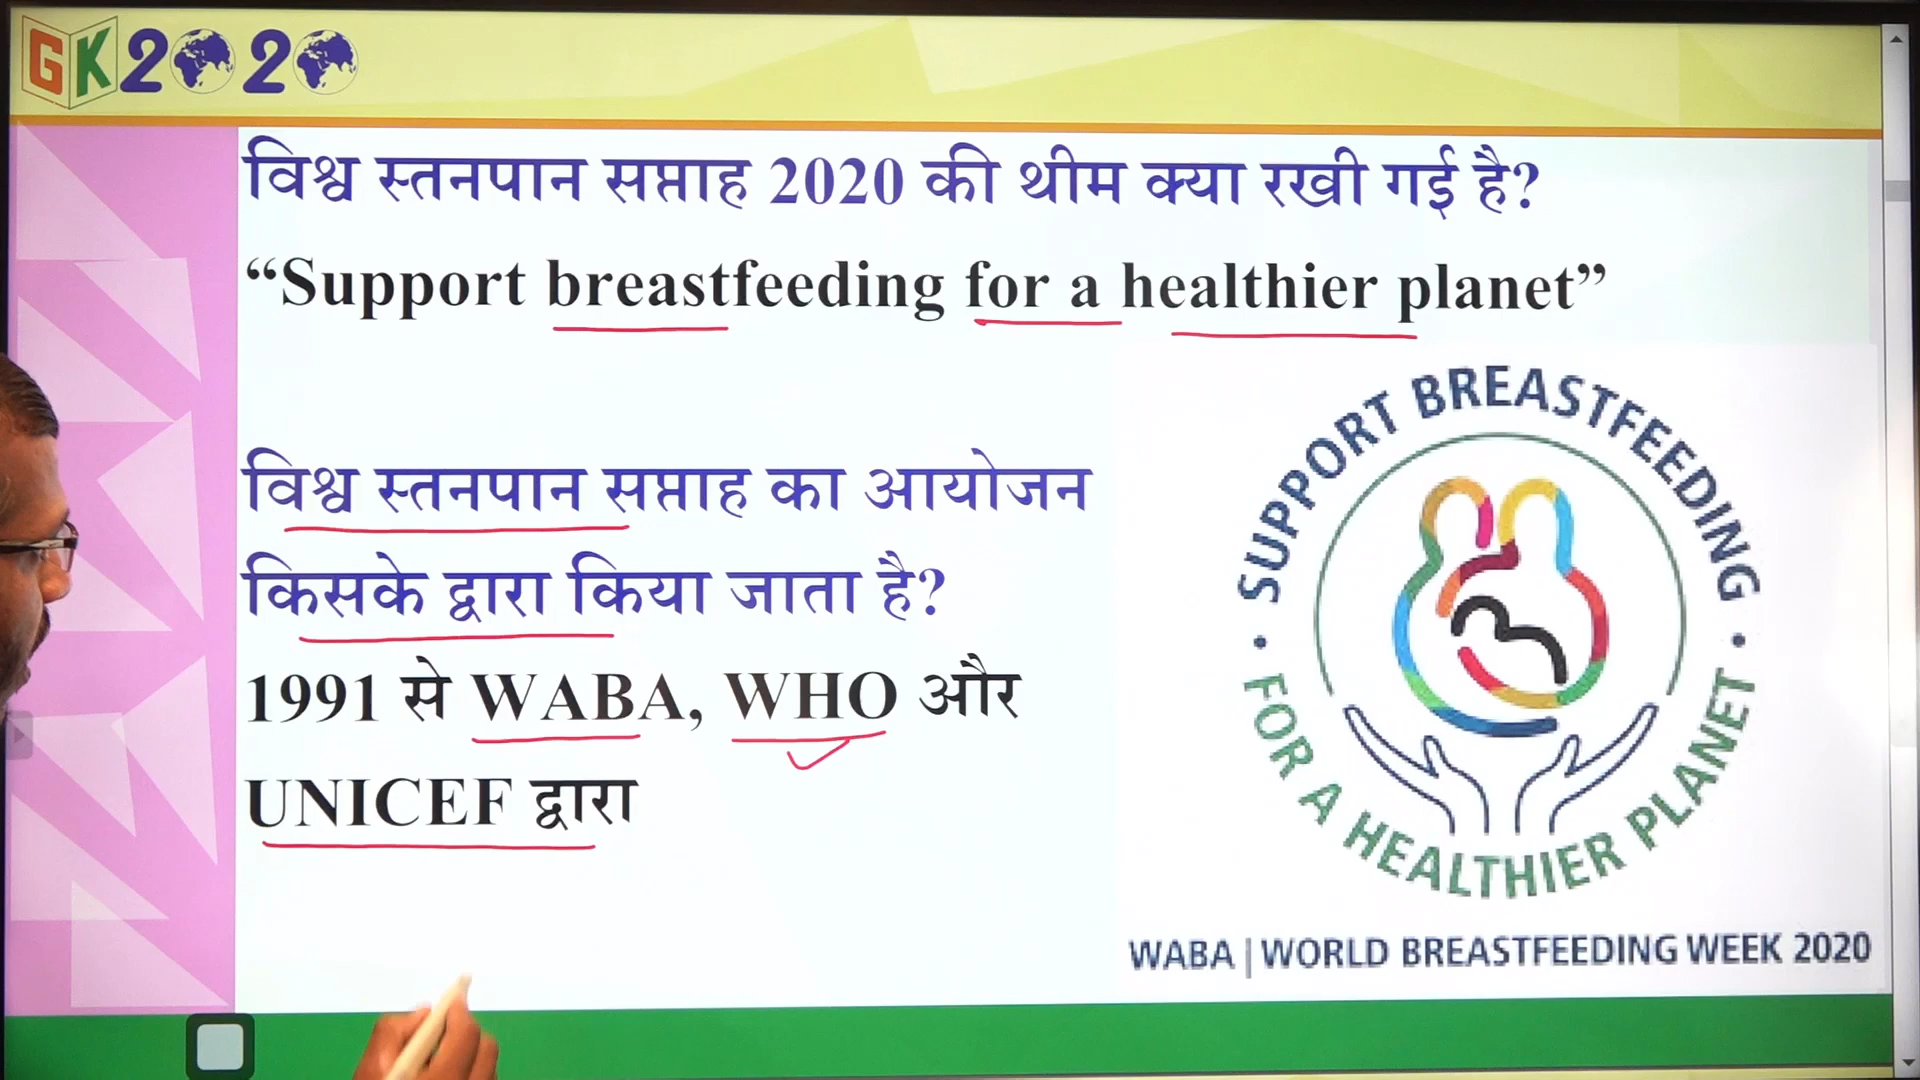 GK2020
विश्व स्तनपान सप्ताह 2020 की थीम क्या रखी गई है?
“Support breastfeeding for a healthier planet”
विश्व स्तनपान सप्ताह का आयोजन
किसके द्वारा किया जाता है?
1991 से WABA, WHO और
UNICEF द्वारा
• SUPPORT BREASTFEEDING •
FOR A HEALTHIER PLANET
WABA | WORLD BREASTFEEDING WEEK 2020